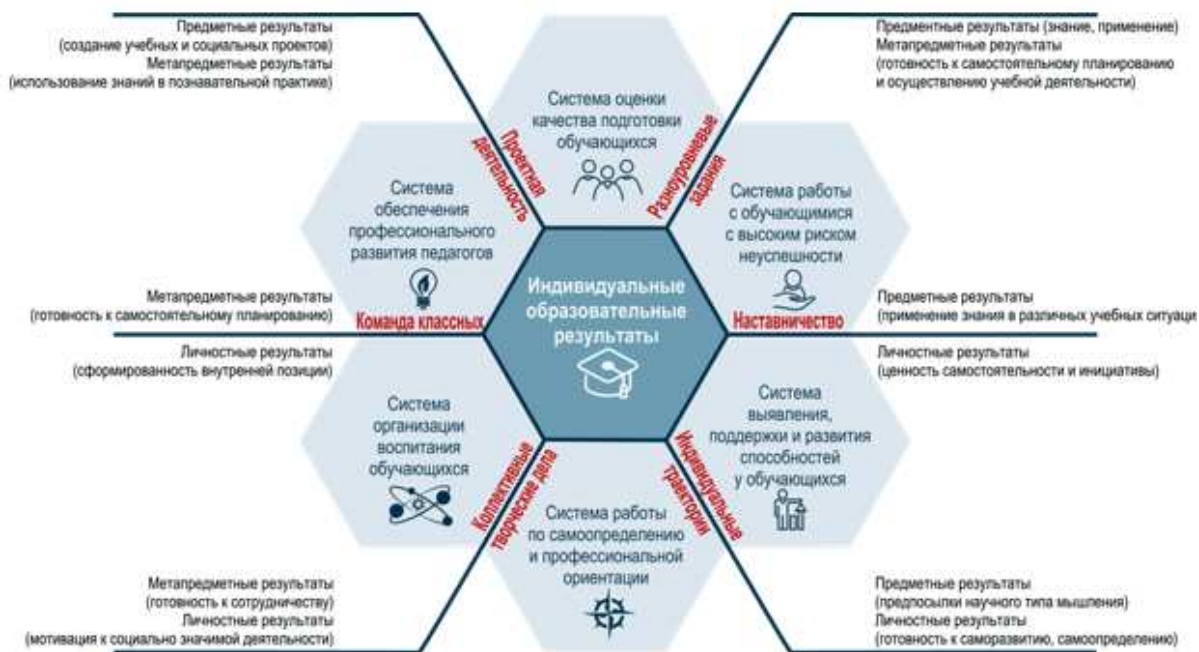 Предметные результаты
(создание учебных и социальных проектов)
Метапредметные результаты
(использование знаний в познавательной практике)
Предментные результаты (знание, применение)
Метапредметные результаты
(готовность к самостоятельному планированию
и осуществлению учебной деятельности)
Система оценки
качества подготовки
обучающихся
Проектная
деятельность
Разноуровневые
задания
Система
обеспечения
профессионального
развития педагогов
Система работы
с обучающимися
с высоким риском
неуспешности
Индивидуальные
образовательные
результаты
Метапредметные результаты
(готовность к самостоятельному планированию)
Команда классных
Наставничество
Предметные результаты
(применение знания в различных учебных ситуаци
Личностные результаты
(сформированность внутренней позиции)
Личностные результаты
(ценность самостоятельности и инициативы)
Система
организации
воспитания
обучающихся
Система
выявления,
поддержки и развития
способностей
у обучающихся
Коллективные
творческие дела
Индивидуальные
траектории
Система работы
по самоопределению
и профессиональной
ориентации
Метапредметные результаты
(готовность к сотрудничеству)
Личностные результаты
(мотивация к социально значимой деятельности)
Предметные результаты
(предпосылки научного типа мышления)
Личностные результаты
(готовность к саморазвитию, самоопределению)